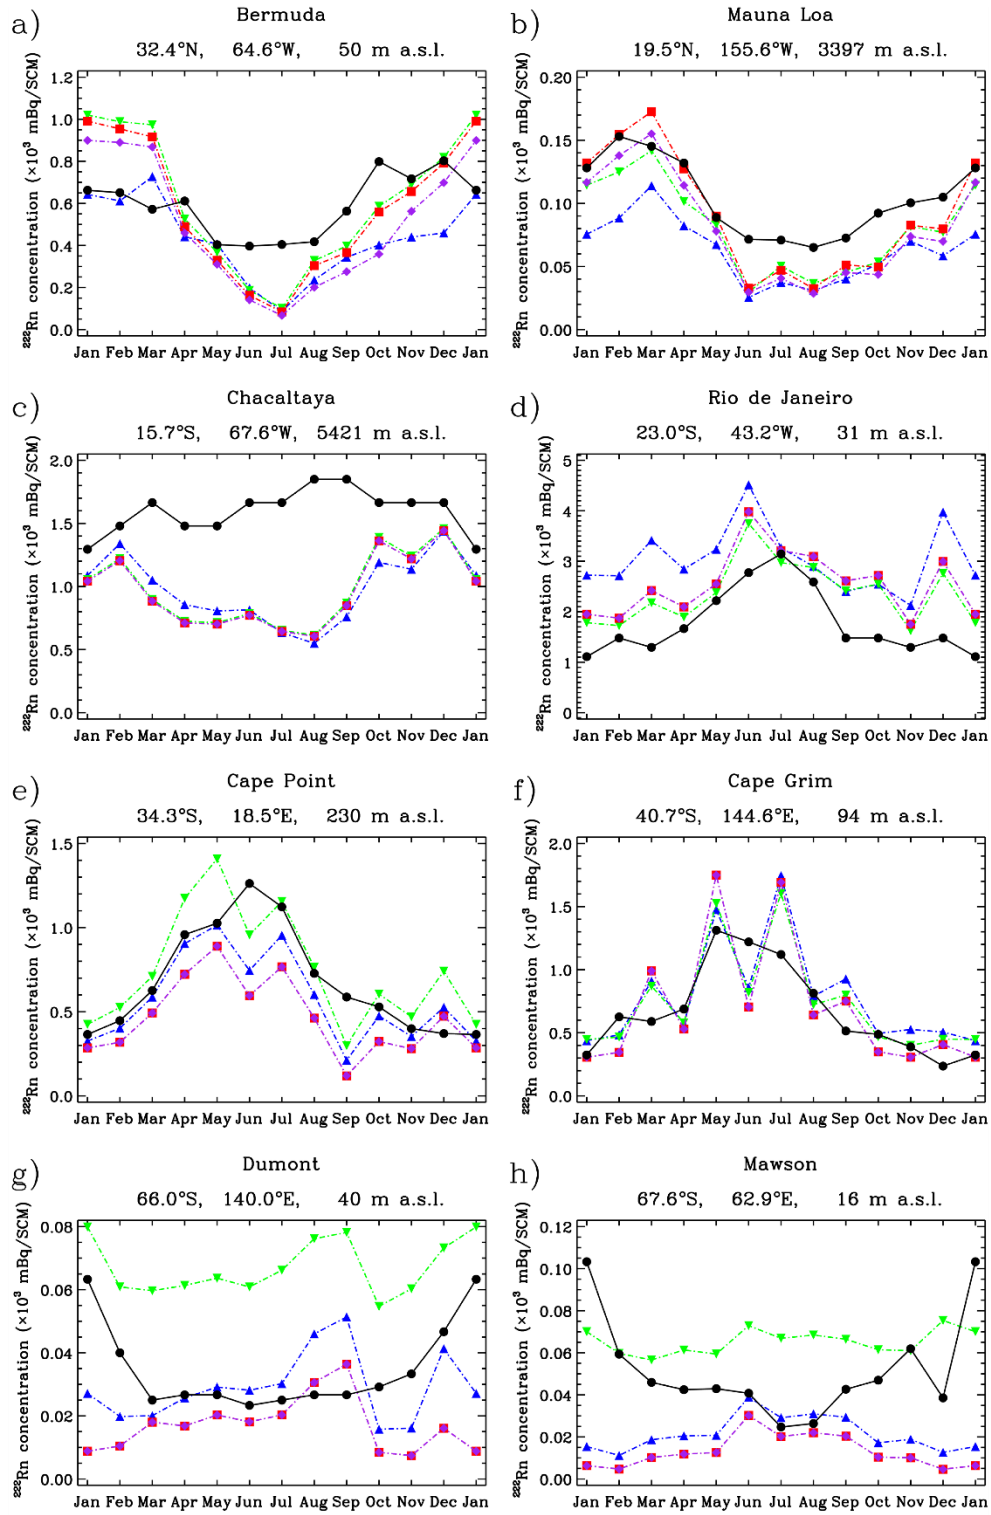 a) Bermuda
32.4°N, 64.6°W, 50 m a.s.l.
²²²Rn concentration (×10³ mBq/SCM)
1.2
1.0
0.8
0.6
0.4
0.2
0.0
Jan Feb Mar Apr May Jun Jul Aug Sep Oct Nov Dec Jan
b) Mauna Loa
19.5°N, 155.6°W, 3397 m a.s.l.
²²²Rn concentration (×10³ mBq/SCM)
0.20
0.15
0.10
0.05
0.00
Jan Feb Mar Apr May Jun Jul Aug Sep Oct Nov Dec Jan
c) Chacaltaya
15.7°S, 67.6°W, 5421 m a.s.l.
²²²Rn concentration (×10³ mBq/SCM)
2.0
1.5
1.0
0.5
0.0
Jan Feb Mar Apr May Jun Jul Aug Sep Oct Nov Dec Jan
d) Rio de Janeiro
23.0°S, 43.2°W, 31 m a.s.l.
²²²Rn concentration (×10³ mBq/SCM)
5
4
3
2
1
0
Jan Feb Mar Apr May Jun Jul Aug Sep Oct Nov Dec Jan
e) Cape Point
34.3°S, 18.5°E, 230 m a.s.l.
²²²Rn concentration (×10³ mBq/SCM)
1.5
1.0
0.5
0.0
Jan Feb Mar Apr May Jun Jul Aug Sep Oct Nov Dec Jan
f) Cape Grim
40.7°S, 144.6°E, 94 m a.s.l.
²²²Rn concentration (×10³ mBq/SCM)
2.0
1.5
1.0
0.5
0.0
Jan Feb Mar Apr May Jun Jul Aug Sep Oct Nov Dec Jan
g) Dumont
66.0°S, 140.0°E, 40 m a.s.l.
²²²Rn concentration (×10³ mBq/SCM)
0.08
0.06
0.04
0.02
0.00
Jan Feb Mar Apr May Jun Jul Aug Sep Oct Nov Dec Jan
h) Mawson
67.6°S, 62.9°E, 16 m a.s.l.
²²²Rn concentration (×10³ mBq/SCM)
0.12
0.10
0.08
0.06
0.04
0.02
0.00
Jan Feb Mar Apr May Jun Jul Aug Sep Oct Nov Dec Jan